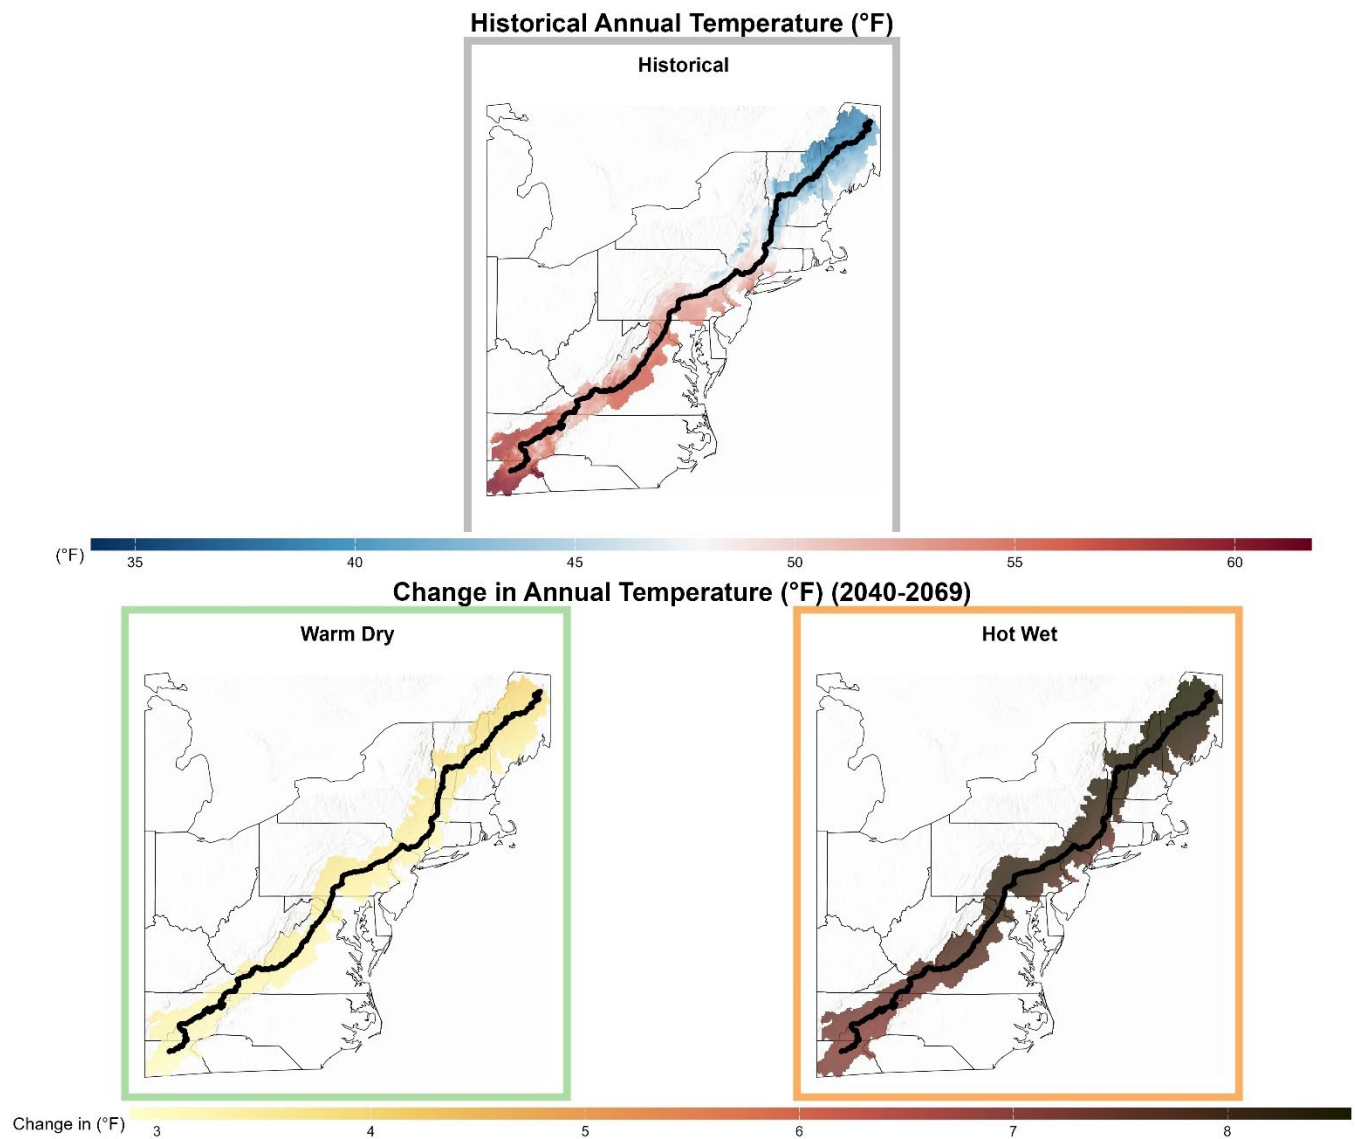 Historical Annual Temperature (°F)
Historical
(°F)
35 40 45 50 55 60
Change in Annual Temperature (°F) (2040-2069)
Warm Dry
Hot Wet
Change in (°F)
3 4 5 6 7 8